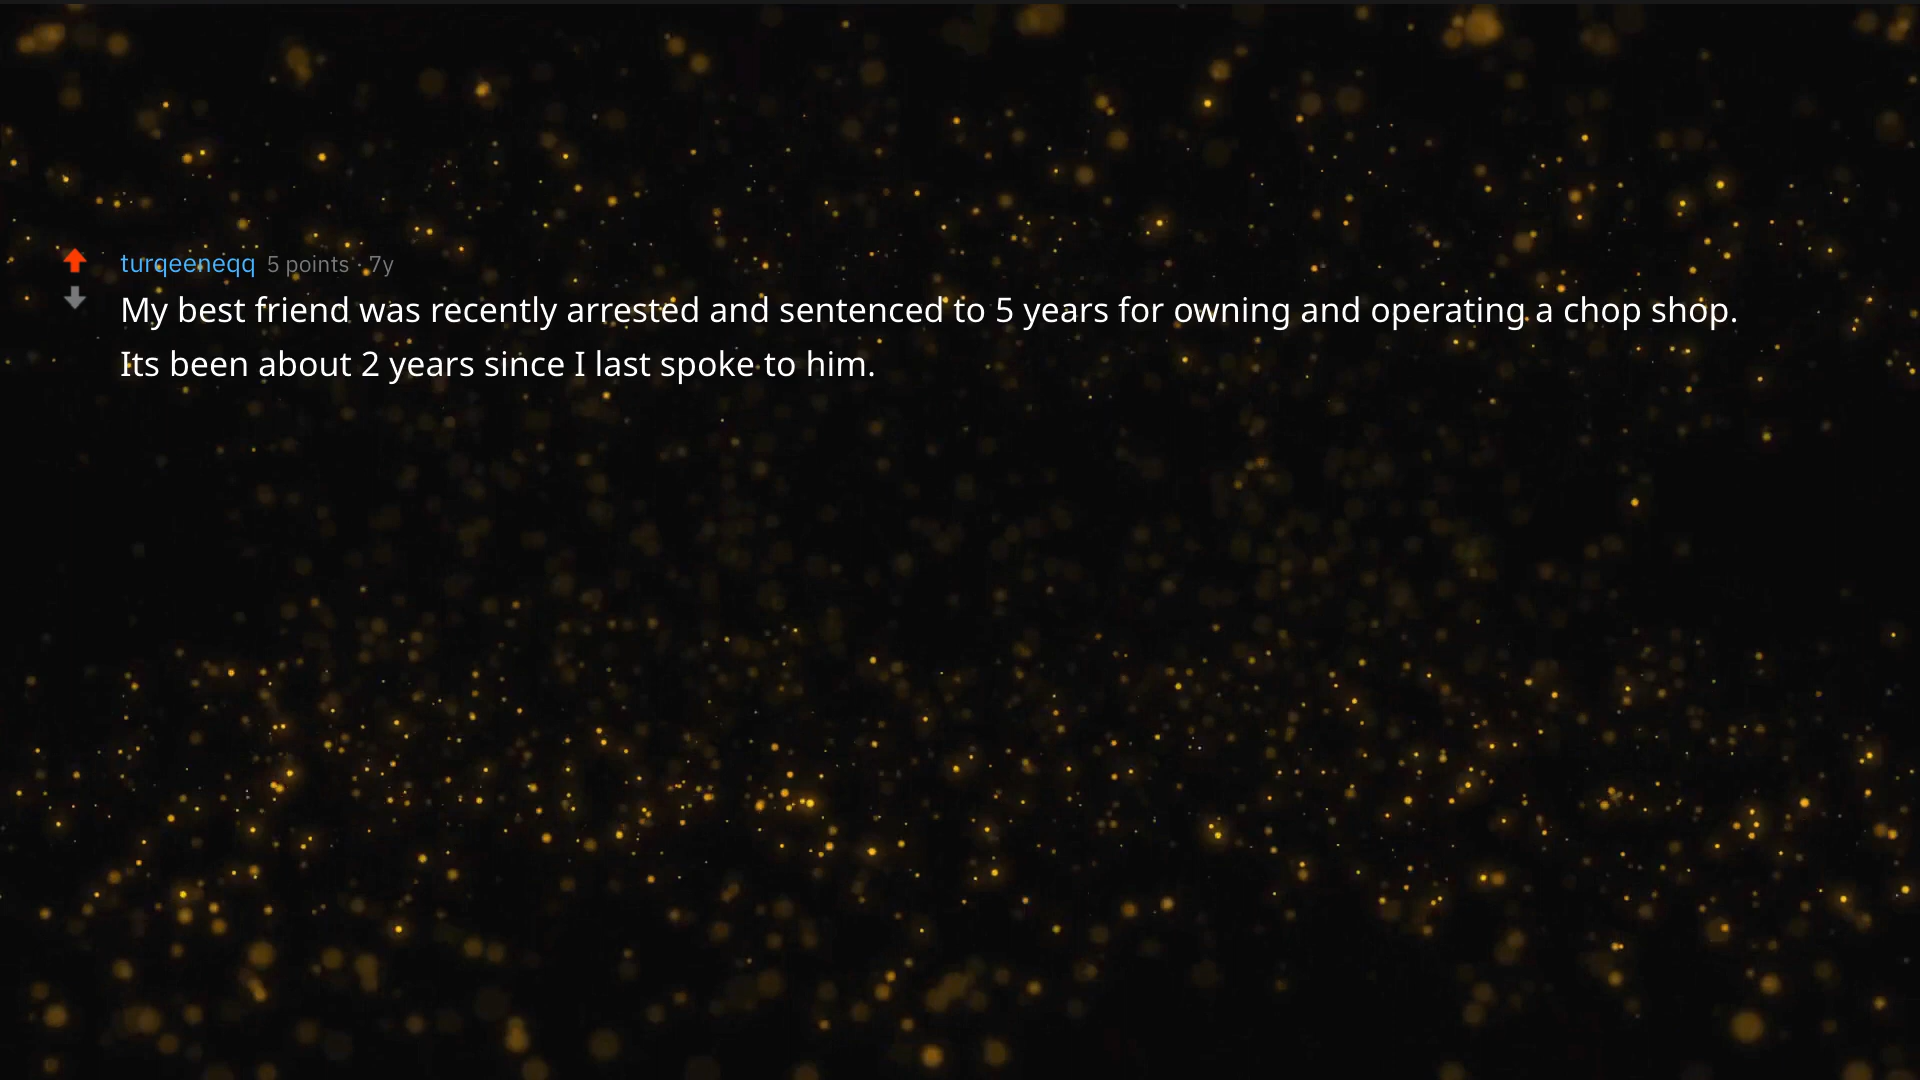 turqeeneqq 5 points · 7y
My best friend was recently arrested and sentenced to 5 years for owning and operating a chop shop.
Its been about 2 years since I last spoke to him.